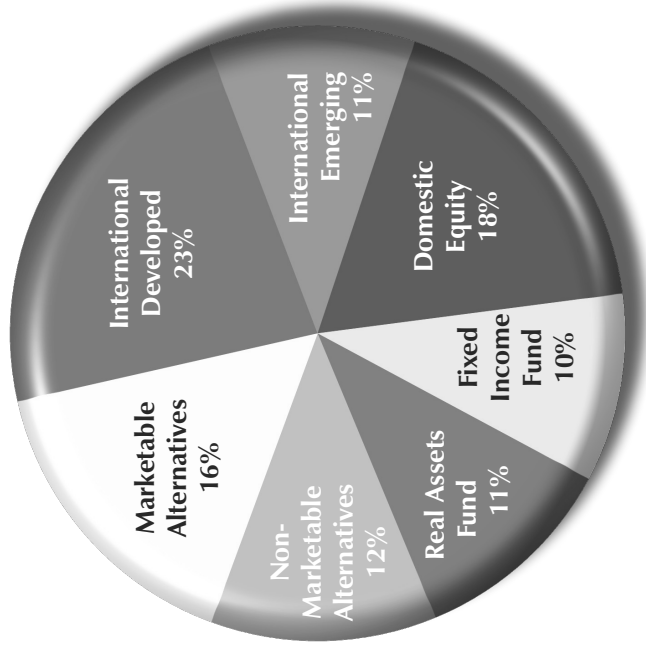 International
Emerging
11%
Domestic
Equity
18%
Fixed
Income
Fund
10%
Real Assets
Fund
11%
Non-
Marketable
Alternatives
12%
Marketable
Alternatives
16%
International
Developed
23%